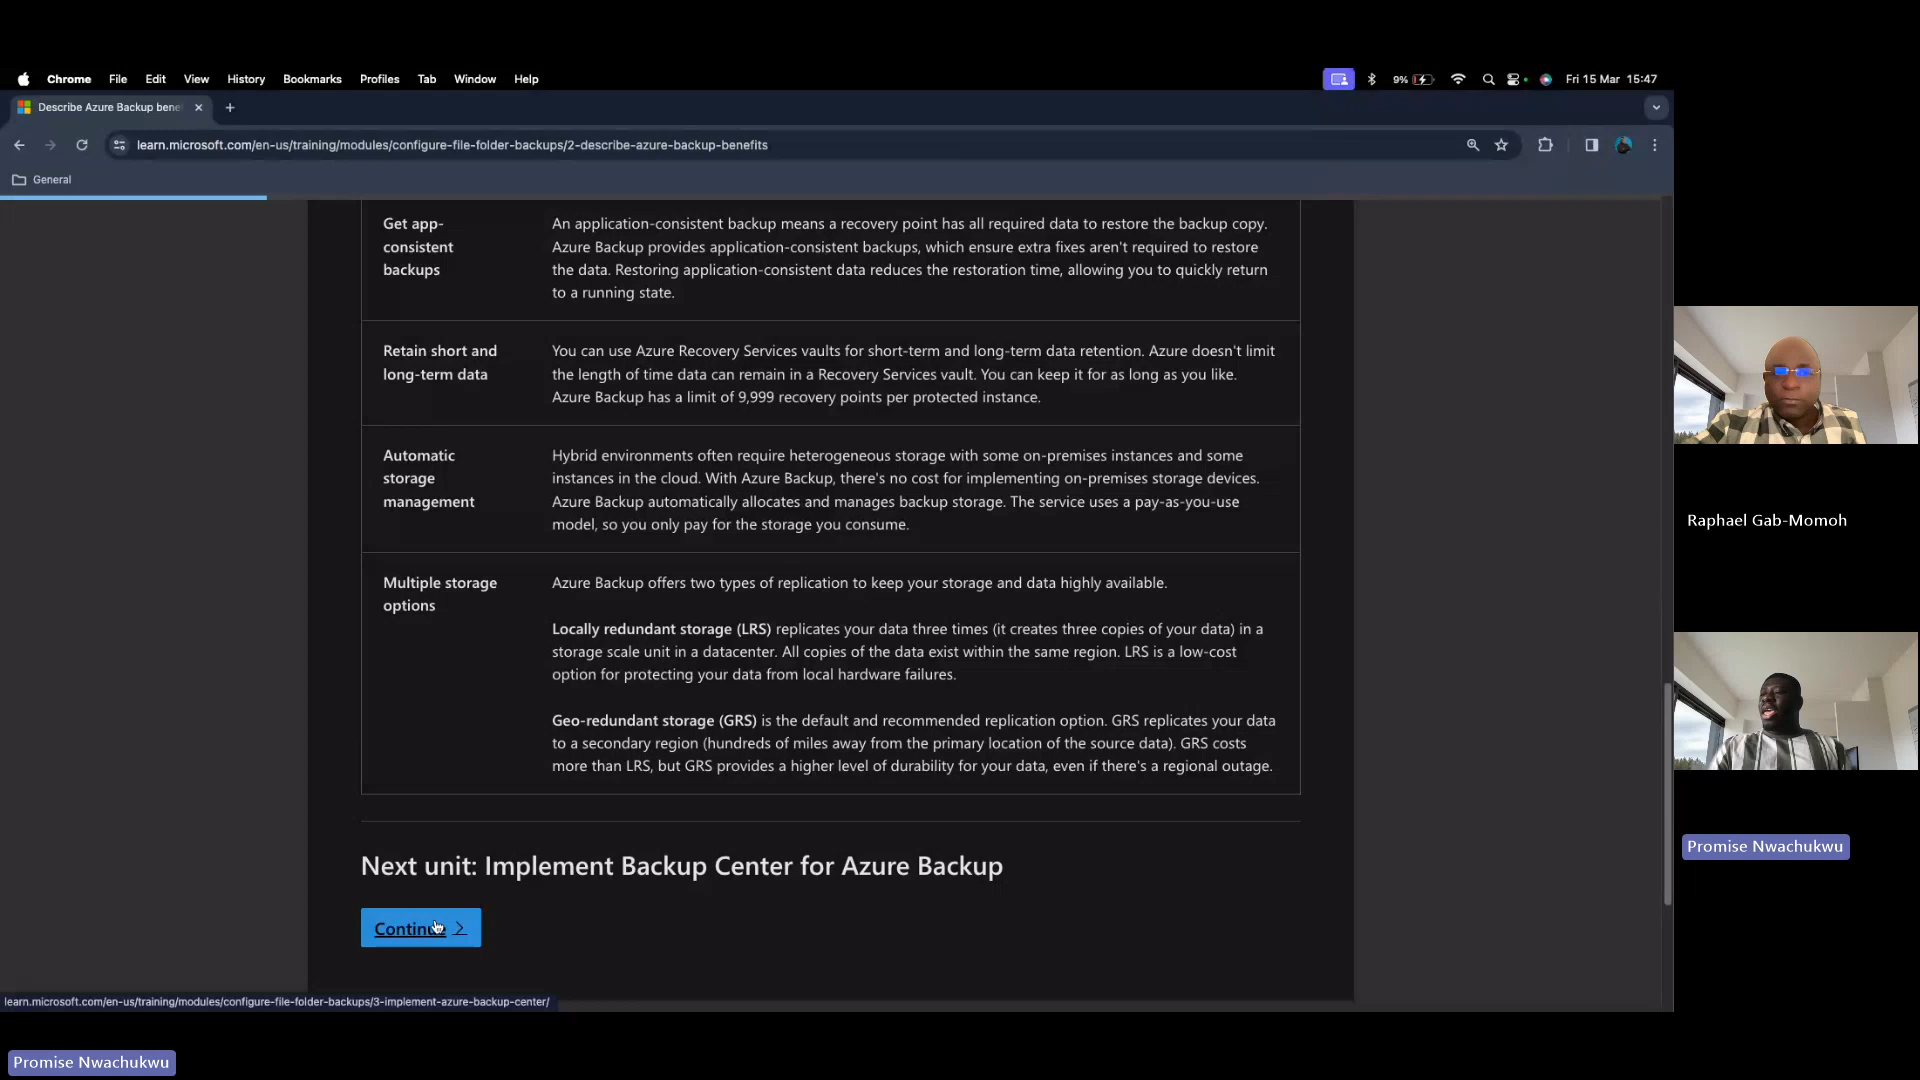 Chrome File Edit View History Bookmarks Profiles Tab Window Help 9% Fri 15 Mar 15:47
Describe Azure Backup bene
learn.microsoft.com/en-us/training/modules/configure-file-folder-backups/2-describe-azure-backup-benefits
General
Get app-
consistent
backups
An application-consistent backup means a recovery point has all required data to restore the backup copy.
Azure Backup provides application-consistent backups, which ensure extra fixes aren't required to restore
the data. Restoring application-consistent data reduces the restoration time, allowing you to quickly return
to a running state.
Retain short and
long-term data
You can use Azure Recovery Services vaults for short-term and long-term data retention. Azure doesn't limit
the length of time data can remain in a Recovery Services vault. You can keep it for as long as you like.
Azure Backup has a limit of 9,999 recovery points per protected instance.
Automatic
storage
management
Hybrid environments often require heterogeneous storage with some on-premises instances and some
instances in the cloud. With Azure Backup, there's no cost for implementing on-premises storage devices.
Azure Backup automatically allocates and manages backup storage. The service uses a pay-as-you-use
model, so you only pay for the storage you consume.
Multiple storage
options
Azure Backup offers two types of replication to keep your storage and data highly available.
Locally redundant storage (LRS) replicates your data three times (it creates three copies of your data) in a
storage scale unit in a datacenter. All copies of the data exist within the same region. LRS is a low-cost
option for protecting your data from local hardware failures.
Geo-redundant storage (GRS) is the default and recommended replication option. GRS replicates your data
to a secondary region (hundreds of miles away from the primary location of the source data). GRS costs
more than LRS, but GRS provides a higher level of durability for your data, even if there's a regional outage.
Next unit: Implement Backup Center for Azure Backup
Continue
learn.microsoft.com/en-us/training/modules/configure-file-folder-backups/3-implement-azure-backup-center/
Raphael Gab-Momoh
Promise Nwachukwu
Promise Nwachukwu